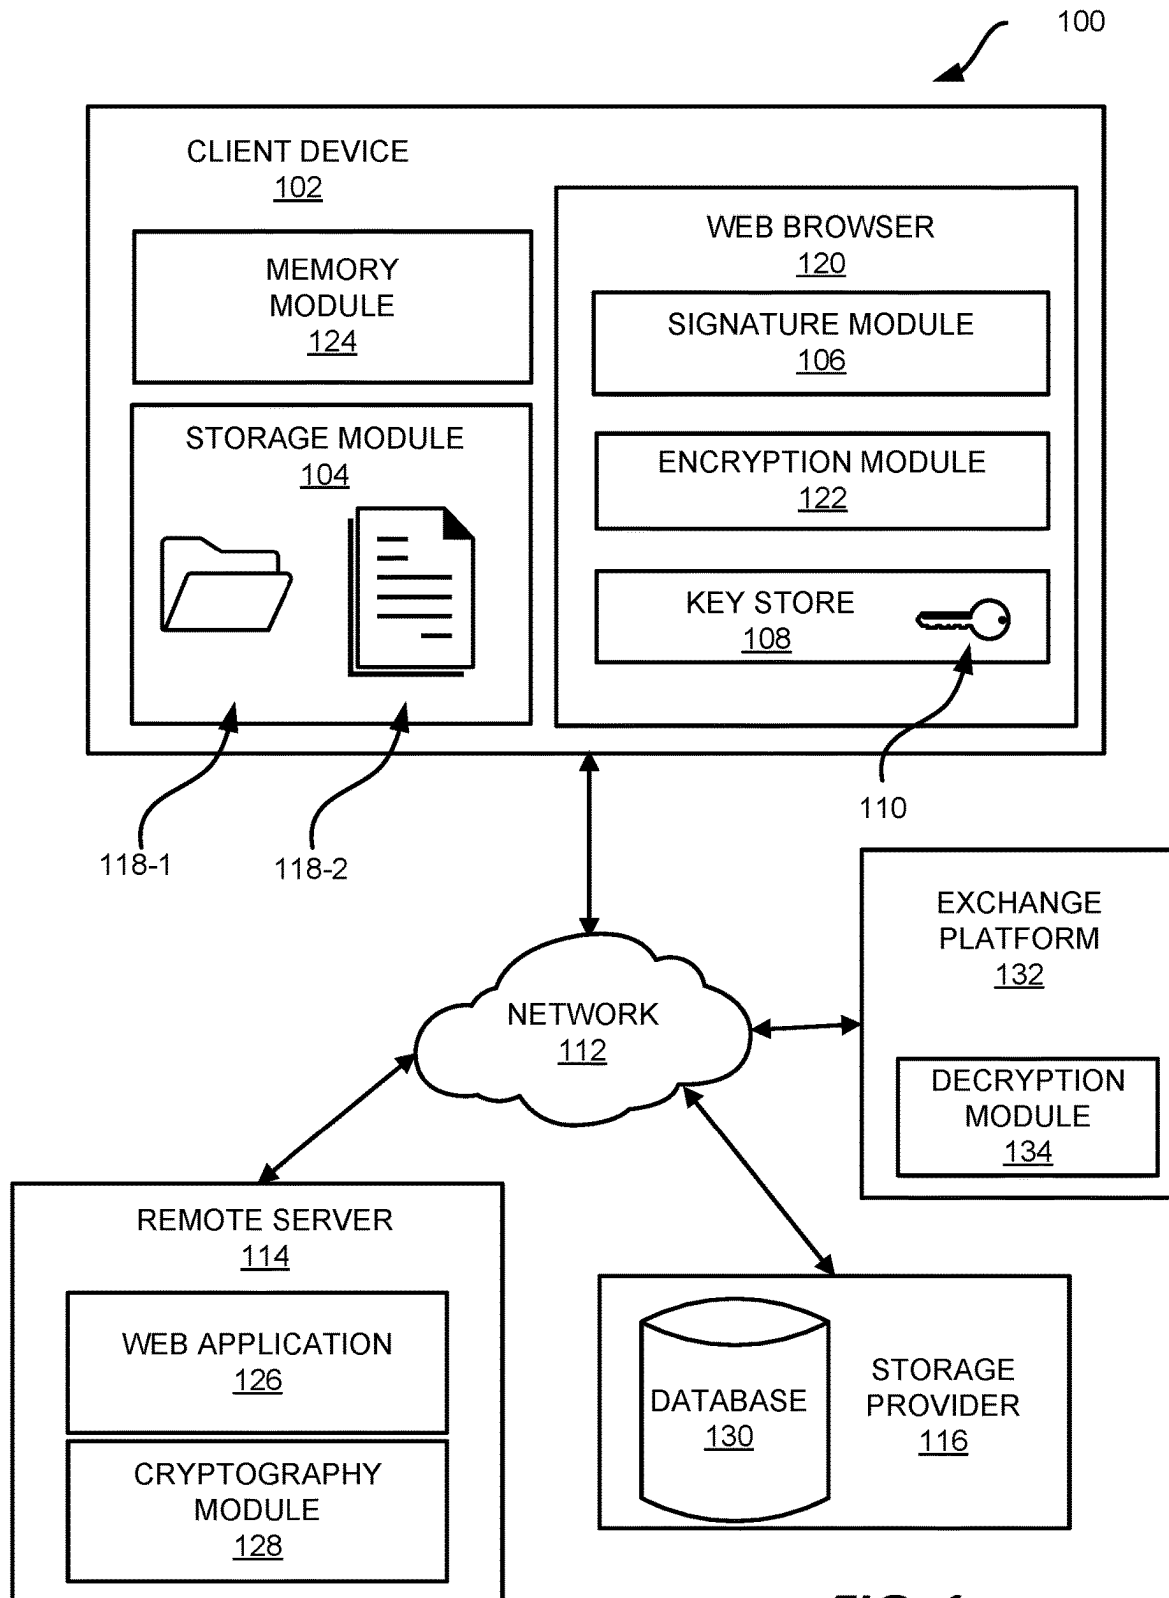 100
CLIENT DEVICE
102
MEMORY
MODULE
124
STORAGE MODULE
104
WEB BROWSER
120
SIGNATURE MODULE
106
ENCRYPTION MODULE
122
KEY STORE
108
110
118-1
118-2
EXCHANGE
PLATFORM
132
DECRYPTION
MODULE
134
NETWORK
112
REMOTE SERVER
114
WEB APPLICATION
126
CRYPTOGRAPHY
MODULE
128
DATABASE
130
STORAGE
PROVIDER
116